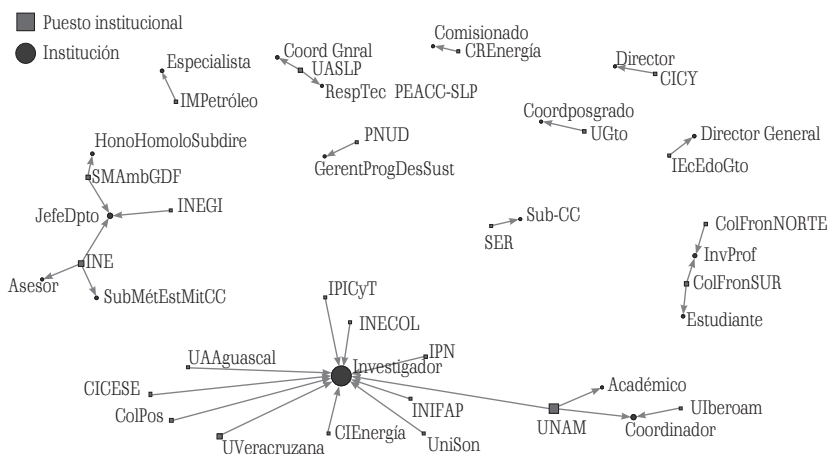 Puesto institucional
Institución
Especialista
IMPetróleo
Coord Gnral
UASLP
RespTec PEACC-SLP
Comisionado
CREnergía
Director
CICY
Coordposgrado
UGto
Director General
IEcEdoGto
HonoHomoloSubdire
SMAmbGDF
PNUD
GerentProgDesSust
JefeDpto
INEGI
Sub-CC
SER
ColFronNORTE
InvProf
ColFronSUR
Estudiante
INE
Asesor
SubMétEstMitCC
IPICyT
INECOL
IPN
UAAguascal
Investigador
CICESE
ColPos
UVeracruzana
CIEnergía
INIFAP
UniSon
Académico
UNAM
UIberoam
Coordinador